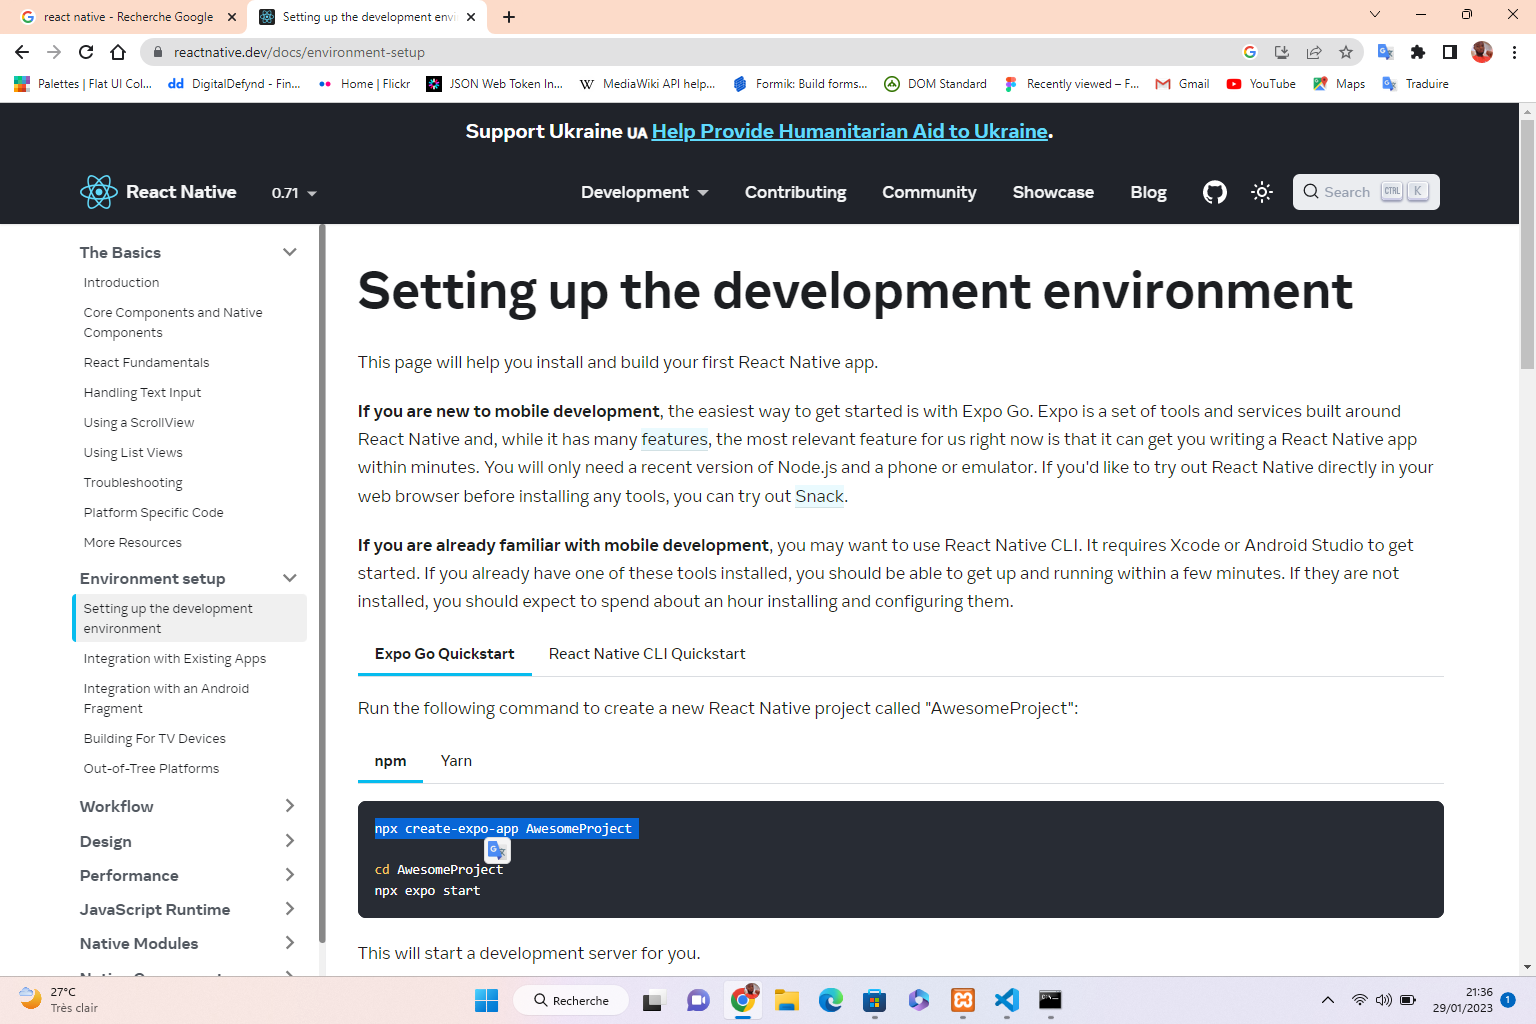 react native - Recherche Google
Setting up the development envi
reactnative.dev/docs/environment-setup
Palettes | Flat UI Col...
DigitalDefynd - Fin...
Home | Flickr
JSON Web Token In...
MediaWiki API help...
Formik: Build forms...
DOM Standard
Recently viewed – F...
Gmail
YouTube
Maps
Traduire
Support Ukraine UA Help Provide Humanitarian Aid to Ukraine.
React Native
0.71
Development
Contributing
Community
Showcase
Blog
Search CTRL K
The Basics
Introduction
Core Components and Native
Components
React Fundamentals
Handling Text Input
Using a ScrollView
Using List Views
Troubleshooting
Platform Specific Code
More Resources
Environment setup
Setting up the development
environment
Integration with Existing Apps
Integration with an Android
Fragment
Building For TV Devices
Out-of-Tree Platforms
Workflow
Design
Performance
JavaScript Runtime
Native Modules
Setting up the development environment
This page will help you install and build your first React Native app.
If you are new to mobile development, the easiest way to get started is with Expo Go. Expo is a set of tools and services built around
React Native and, while it has many features, the most relevant feature for us right now is that it can get you writing a React Native app
within minutes. You will only need a recent version of Node.js and a phone or emulator. If you'd like to try out React Native directly in your
web browser before installing any tools, you can try out Snack.
If you are already familiar with mobile development, you may want to use React Native CLI. It requires Xcode or Android Studio to get
started. If you already have one of these tools installed, you should be able to get up and running within a few minutes. If they are not
installed, you should expect to spend about an hour installing and configuring them.
Expo Go Quickstart
React Native CLI Quickstart
Run the following command to create a new React Native project called "AwesomeProject":
npm
Yarn
npx create-expo-app AwesomeProject
cd AwesomeProject
npx expo start
This will start a development server for you.
27°C
Très clair
Recherche
21:36
29/01/2023
1